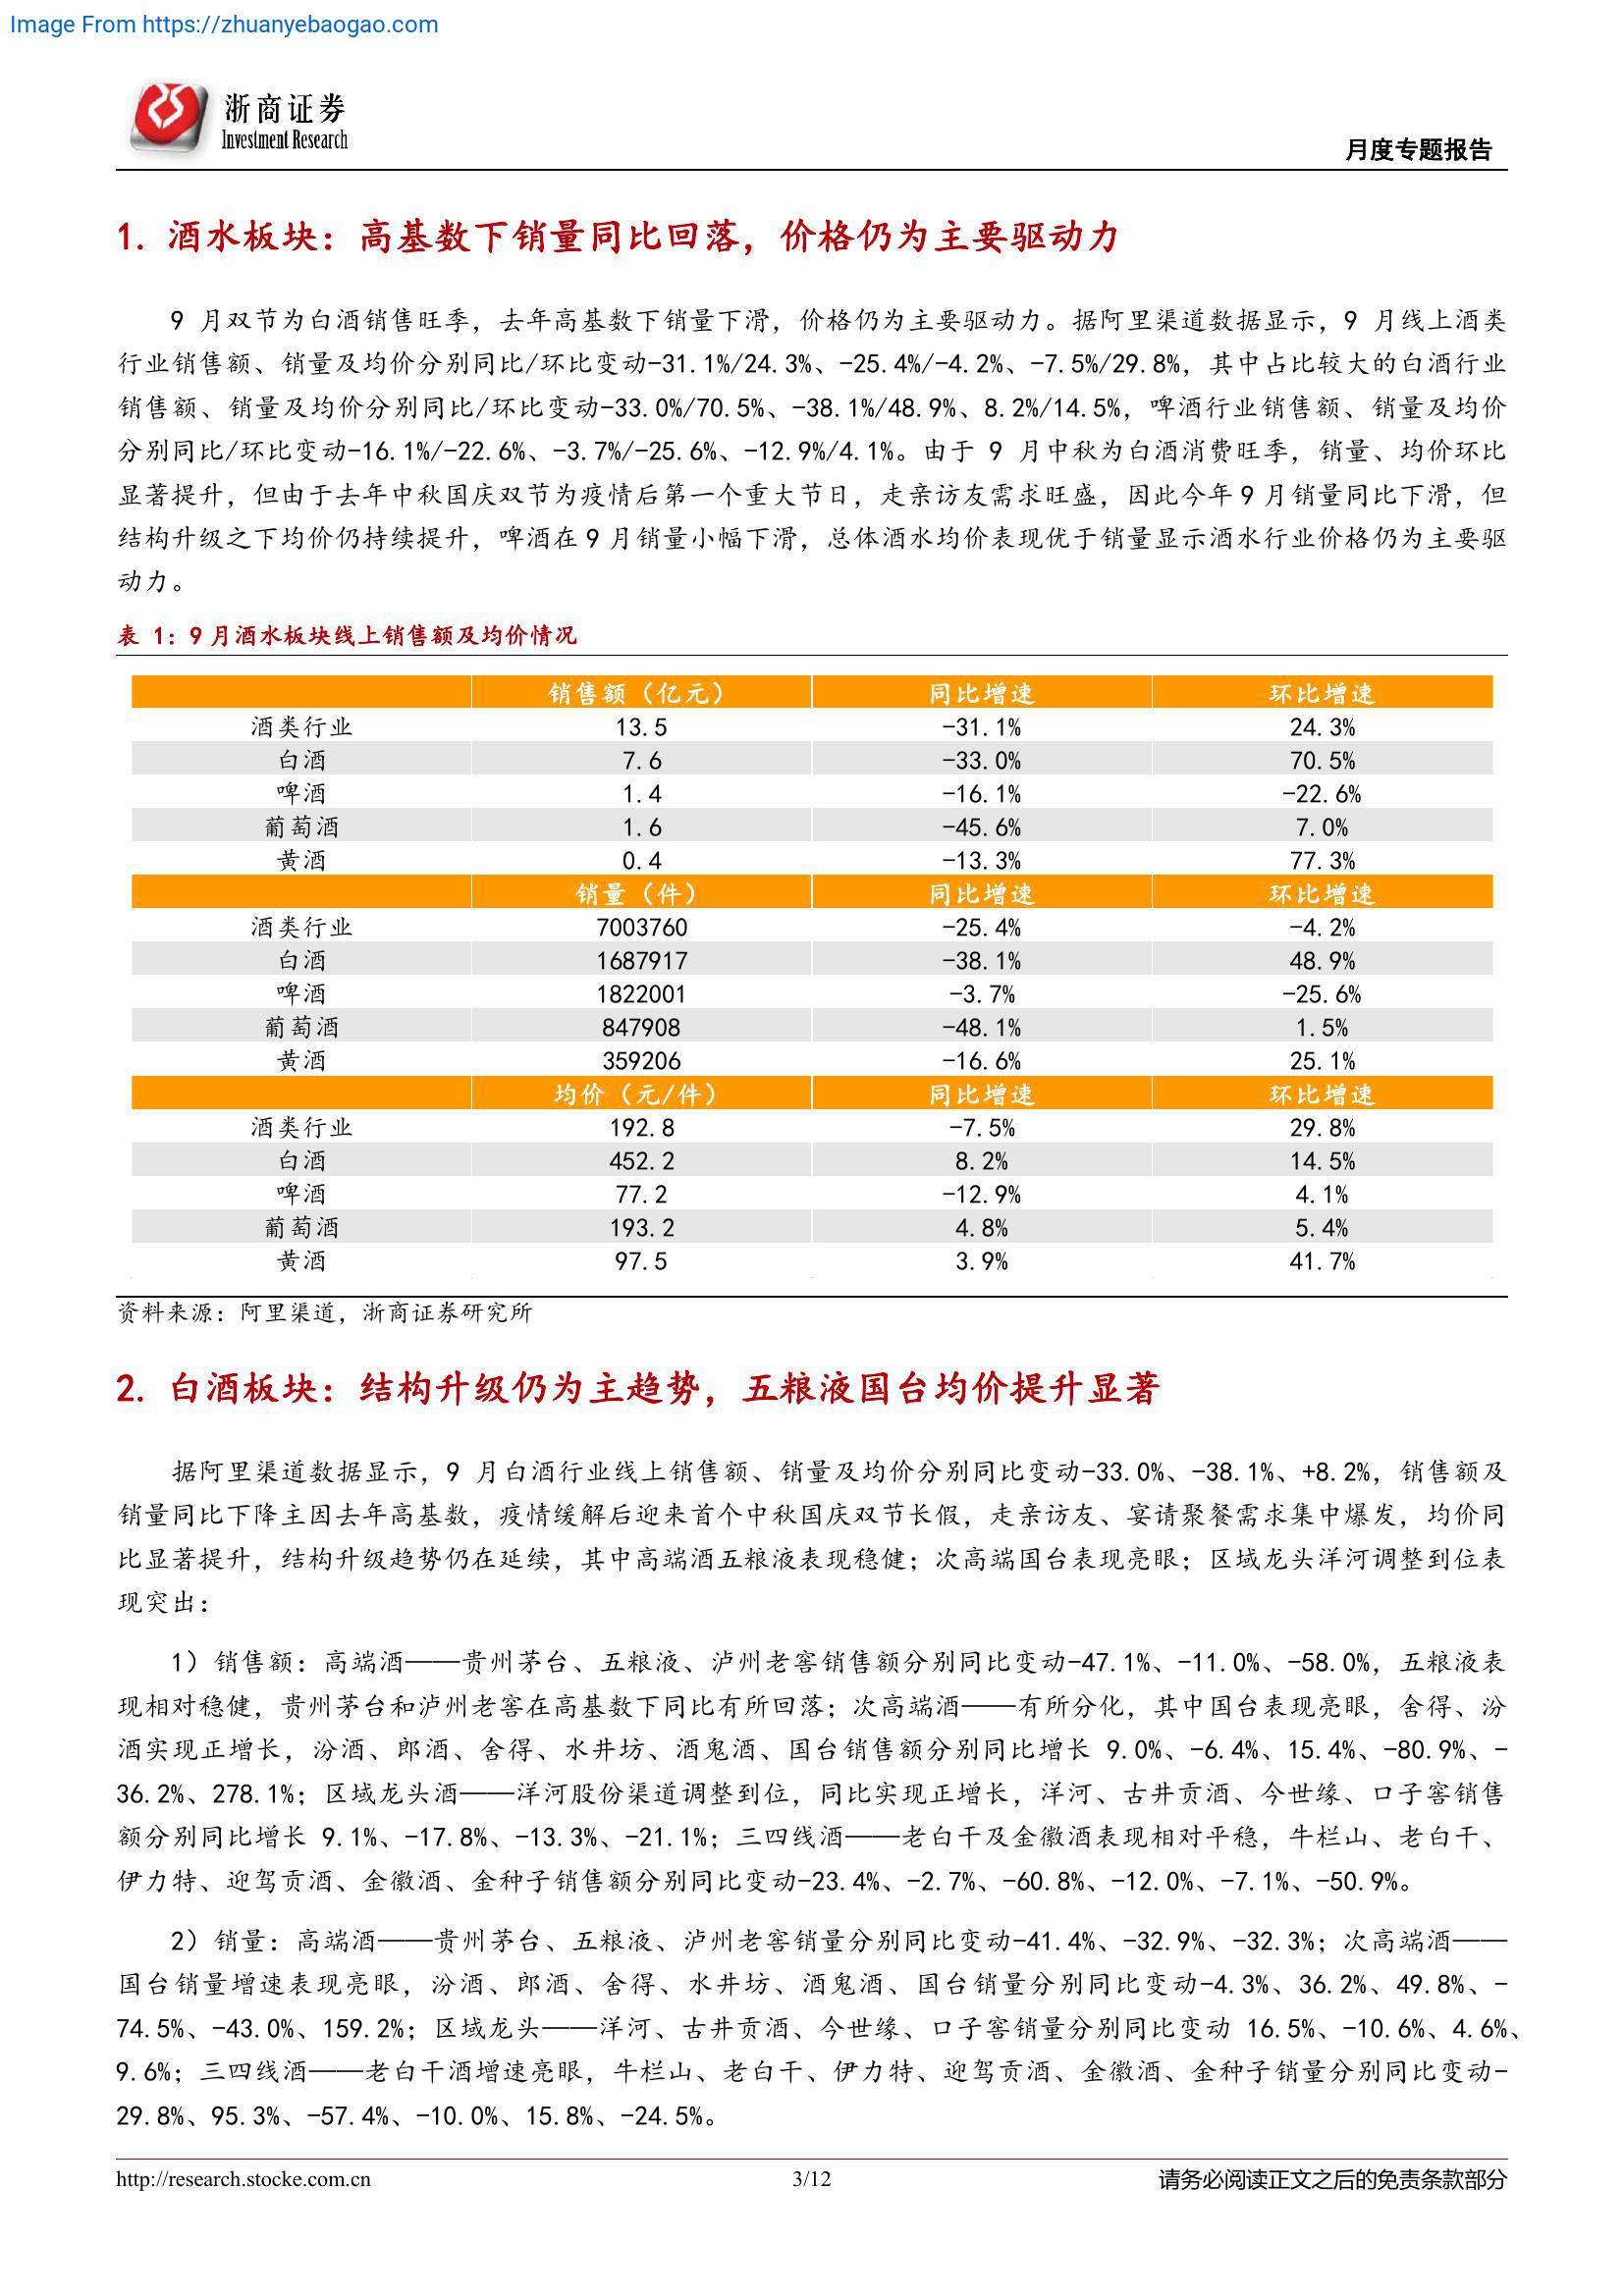 Image From https://zhuanyebaogao.com
浙商证券
Investment Research
月度专题报告
1. 酒水板块：高基数下销量同比回落，价格仍为主要驱动力
9 月双节为白酒销售旺季，去年高基数下销量下滑，价格仍为主要驱动力。据阿里渠道数据显示，9 月线上酒类
行业销售额、销量及均价分别同比/环比变动-31.1%/24.3%、-25.4%/-4.2%、-7.5%/29.8%，其中占比较大的白酒行业
销售额、销量及均价分别同比/环比变动-33.0%/70.5%、-38.1%/48.9%、8.2%/14.5%，啤酒行业销售额、销量及均价
分别同比/环比变动-16.1%/-22.6%、-3.7%/-25.6%、-12.9%/4.1%。由于 9 月中秋为白酒消费旺季，销量、均价环比
显著提升，但由于去年中秋国庆双节为疫情后第一个重大节日，走亲访友需求旺盛，因此今年 9 月销量同比下滑，但
结构升级之下均价仍持续提升，啤酒在 9 月销量小幅下滑，总体酒水均价表现优于销量显示酒水行业价格仍为主要驱
动力。
表 1：9 月酒水板块线上销售额及均价情况
销售额（亿元） 同比增速 环比增速
酒类行业 13.5 -31.1% 24.3%
白酒 7.6 -33.0% 70.5%
啤酒 1.4 -16.1% -22.6%
葡萄酒 1.6 -45.6% 7.0%
黄酒 0.4 -13.3% 77.3%
销量（件） 同比增速 环比增速
酒类行业 7003760 -25.4% -4.2%
白酒 1687917 -38.1% 48.9%
啤酒 1822001 -3.7% -25.6%
葡萄酒 847908 -48.1% 1.5%
黄酒 359206 -16.6% 25.1%
均价（元/件） 同比增速 环比增速
酒类行业 192.8 -7.5% 29.8%
白酒 452.2 8.2% 14.5%
啤酒 77.2 -12.9% 4.1%
葡萄酒 193.2 4.8% 5.4%
黄酒 97.5 3.9% 41.7%
资料来源：阿里渠道，浙商证券研究所
2. 白酒板块：结构升级仍为主趋势，五粮液国台均价提升显著
据阿里渠道数据显示，9 月白酒行业线上销售额、销量及均价分别同比变动-33.0%、-38.1%、+8.2%，销售额及
销量同比下降主因去年高基数，疫情缓解后迎来首个中秋国庆双节长假，走亲访友、宴请聚餐需求集中爆发，均价同
比显著提升，结构升级趋势仍在延续，其中高端酒五粮液表现稳健；次高端国台表现亮眼；区域龙头洋河调整到位表
现突出：
1）销售额：高端酒——贵州茅台、五粮液、泸州老窖销售额分别同比变动-47.1%、-11.0%、-58.0%，五粮液表
现相对稳健，贵州茅台和泸州老窖在高基数下同比有所回落；次高端酒——有所分化，其中国台表现亮眼，舍得、汾
酒实现正增长，汾酒、郎酒、舍得、水井坊、酒鬼酒、国台销售额分别同比增长 9.0%、-6.4%、15.4%、-80.9%、-
36.2%、278.1%；区域龙头酒——洋河股份渠道调整到位，同比实现正增长，洋河、古井贡酒、今世缘、口子窖销售
额分别同比增长 9.1%、-17.8%、-13.3%、-21.1%；三四线酒——老白干及金徽酒表现相对平稳，牛栏山、老白干、
伊力特、迎驾贡酒、金徽酒、金种子销售额分别同比变动-23.4%、-2.7%、-60.8%、-12.0%、-7.1%、-50.9%。
2）销量：高端酒——贵州茅台、五粮液、泸州老窖销量分别同比变动-41.4%、-32.9%、-32.3%；次高端酒——
国台销量增速表现亮眼，汾酒、郎酒、舍得、水井坊、酒鬼酒、国台销量分别同比变动-4.3%、36.2%、49.8%、-
74.5%、-43.0%、159.2%；区域龙头——洋河、古井贡酒、今世缘、口子窖销量分别同比变动 16.5%、-10.6%、4.6%、
9.6%；三四线酒——老白干酒增速亮眼，牛栏山、老白干、伊力特、迎驾贡酒、金徽酒、金种子销量分别同比变动-
29.8%、95.3%、-57.4%、-10.0%、15.8%、-24.5%。
http://research.stocke.com.cn
3/12
请务必阅读正文之后的免责条款部分